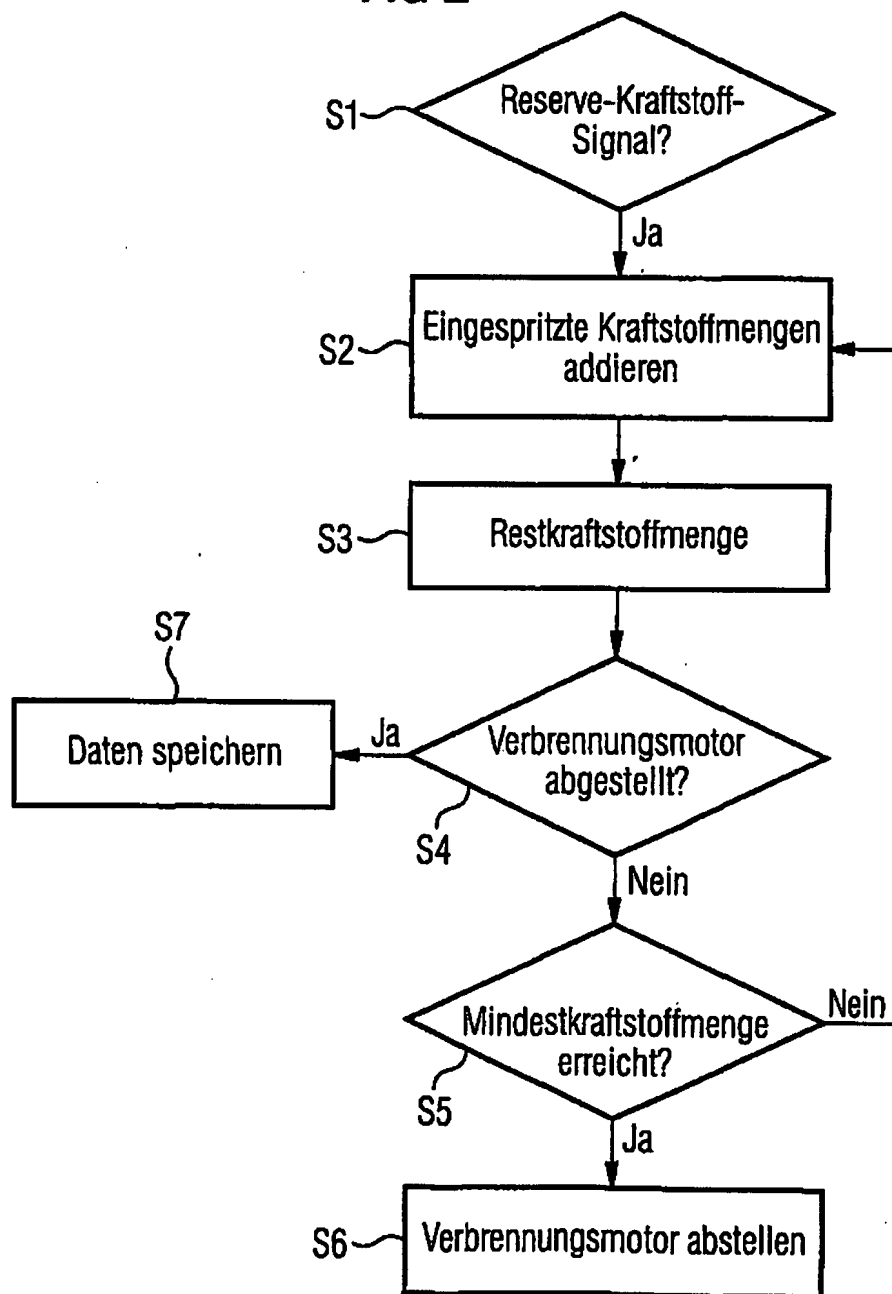 S1
Reserve-Kraftstoff-
Signal?
Ja
S2
Eingespritzte Kraftstoffmengen
addieren
S3
Restkraftstoffmenge
S7
Daten speichern
Ja
Verbrennungsmotor
abgestellt?
S4
Nein
Mindestkraftstoffmenge
erreicht?
Nein
S5
Ja
S6
Verbrennungsmotor abstellen